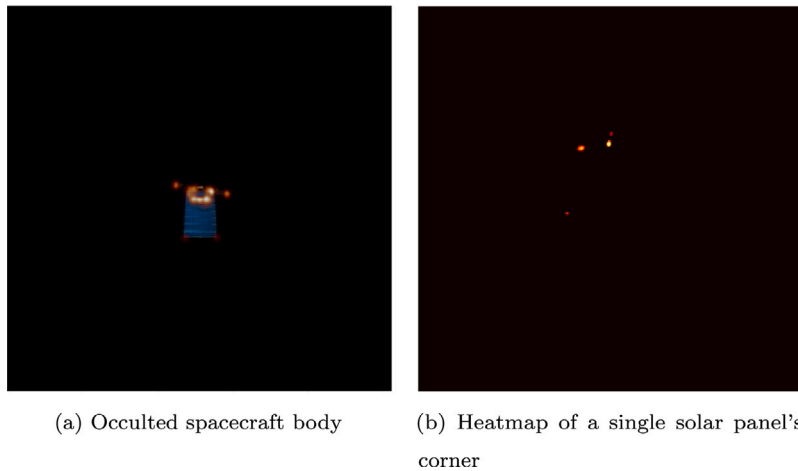 (a) Occulted spacecraft body
(b) Heatmap of a single solar panel's
corner